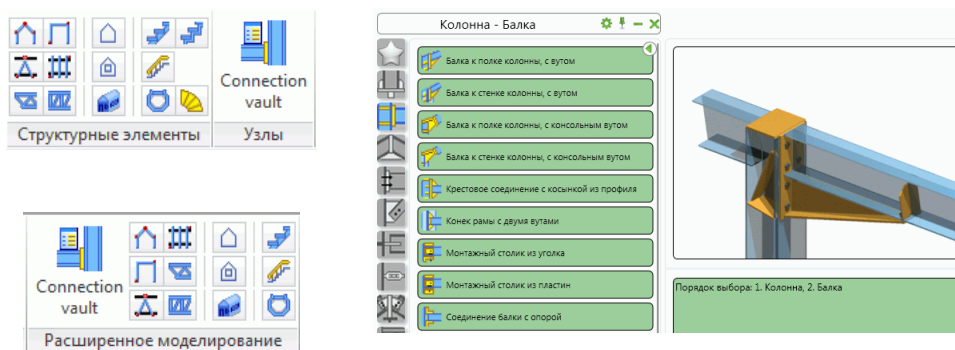 Connection
vault
Структурные элементы
Узлы
Connection
vault
Расширенное моделирование
Колонна - Балка
Балка к полке колонны, с вутом
Балка к стенке колонны, с вутом
Балка к полке колонны, с консольным вутом
Балка к стенке колонны, с консольным вутом
Крестовое соединение с косынкой из профиля
Конек рамы с двумя вутами
Монтажный столик из уголка
Монтажный столик из пластин
Соединение балки с опорой
Порядок выбора: 1. Колонна, 2. Балка